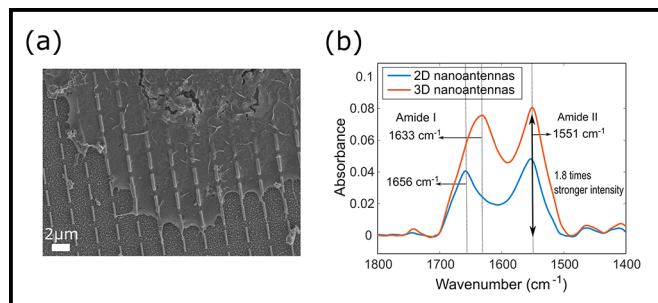 (a)
2µm
(b)
2D nanoantennas
3D nanoantennas
Amide I
1633 cm⁻¹
1656 cm⁻¹
Amide II
1551 cm⁻¹
1.8 times
stronger intensity
Absorbance
0.1
0.08
0.06
0.04
0.02
0
1800
1700
1600
1500
1400
Wavenumber (cm⁻¹)